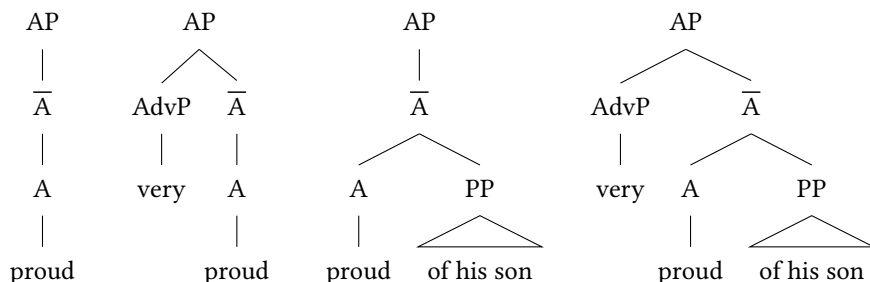 AP AP AP AP
A̅ AdvP A̅ A̅ AdvP A̅
A very A A PP very A PP
proud proud proud of his son proud of his son